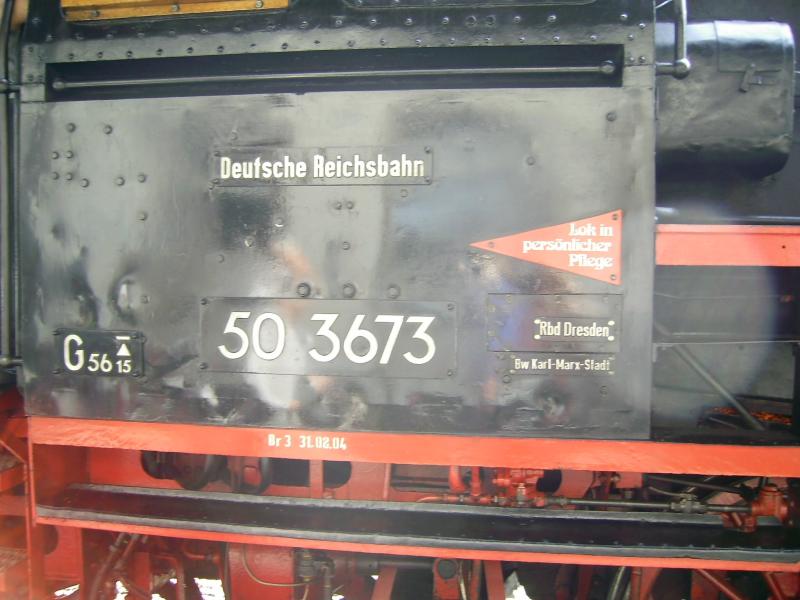 Deutsche Reichsbahn
Lok in
persönlicher
Pflege
50 3673
Rbd Dresden
Bw Karl-Marx-Stadt
G 56 15
Br 3 31.08.04